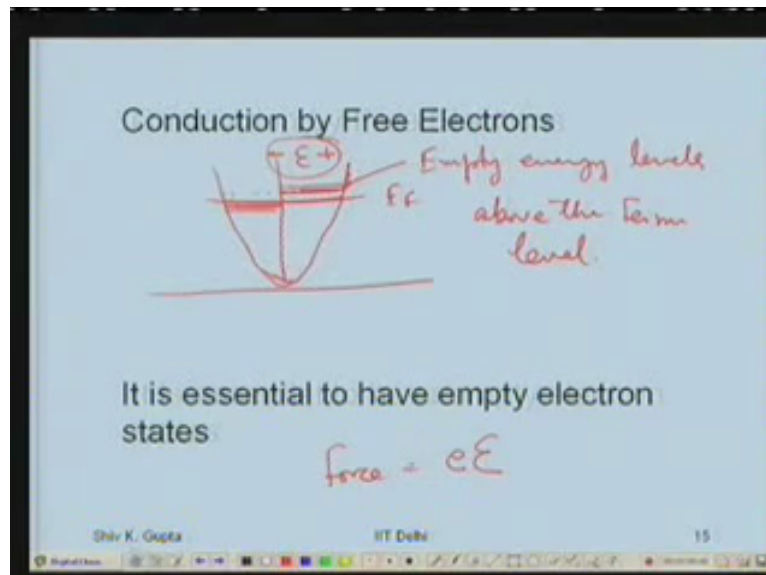 Conduction by Free Electrons
- ε +
Empty energy levels
EF
above the Fermi
level.
It is essential to have empty electron
states
force = eε
Shiv K. Gupta IIT Delhi 15